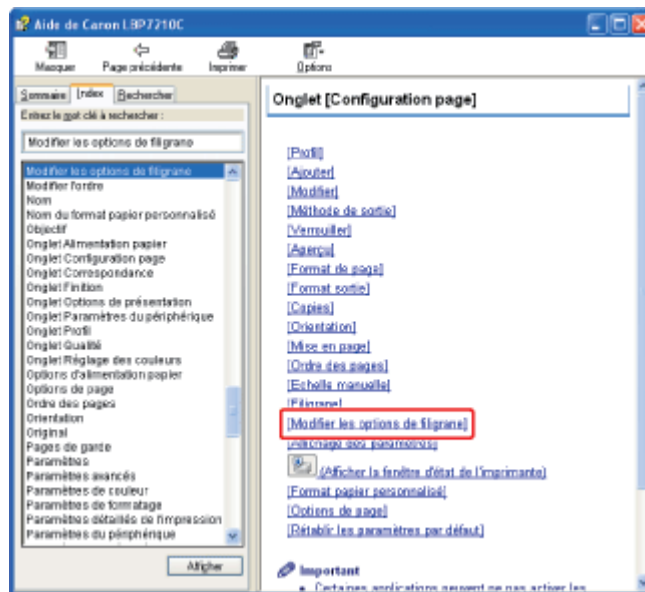 Aide de Canon LBP7210C
Masquer Page précédente Imprimer Options
Sommaire Index Rechercher
Entrez le mot clé à rechercher :
Modifier les options de filigrane
Modifier les options de filigrane
Modifier l'ordre
Nom
Nom du format papier personnalisé
Objectif
Onglet Alimentation papier
Onglet Configuration page
Onglet Correspondance
Onglet Finition
Onglet Options de présentation
Onglet Paramètres du périphérique
Onglet Profil
Onglet Qualité
Onglet Réglage des couleurs
Options d'alimentation papier
Options de page
Ordre des pages
Orientation
Original
Pages de garde
Paramètres
Paramètres avancés
Paramètres de couleur
Paramètres de formatage
Paramètres détaillés de l'impression
Paramètres du périphérique
Afficher
Onglet [Configuration page]
[Profil]
[Ajouter]
[Modifier]
[Méthode de sortie]
[Verrouiller]
[Aperçu]
[Format de page]
[Format sortie]
[Copies]
[Orientation]
[Mise en page]
[Ordre des pages]
[Echelle manuelle]
[Filigrane]
[Modifier les options de filigrane]
[Affichage des paramètres]
(Afficher la fenêtre d'état de l'imprimante)
[Format papier personnalisé]
[Options de page]
[Rétablir les paramètres par défaut]
Important
• Certaines applications peuvent ne pas activer les